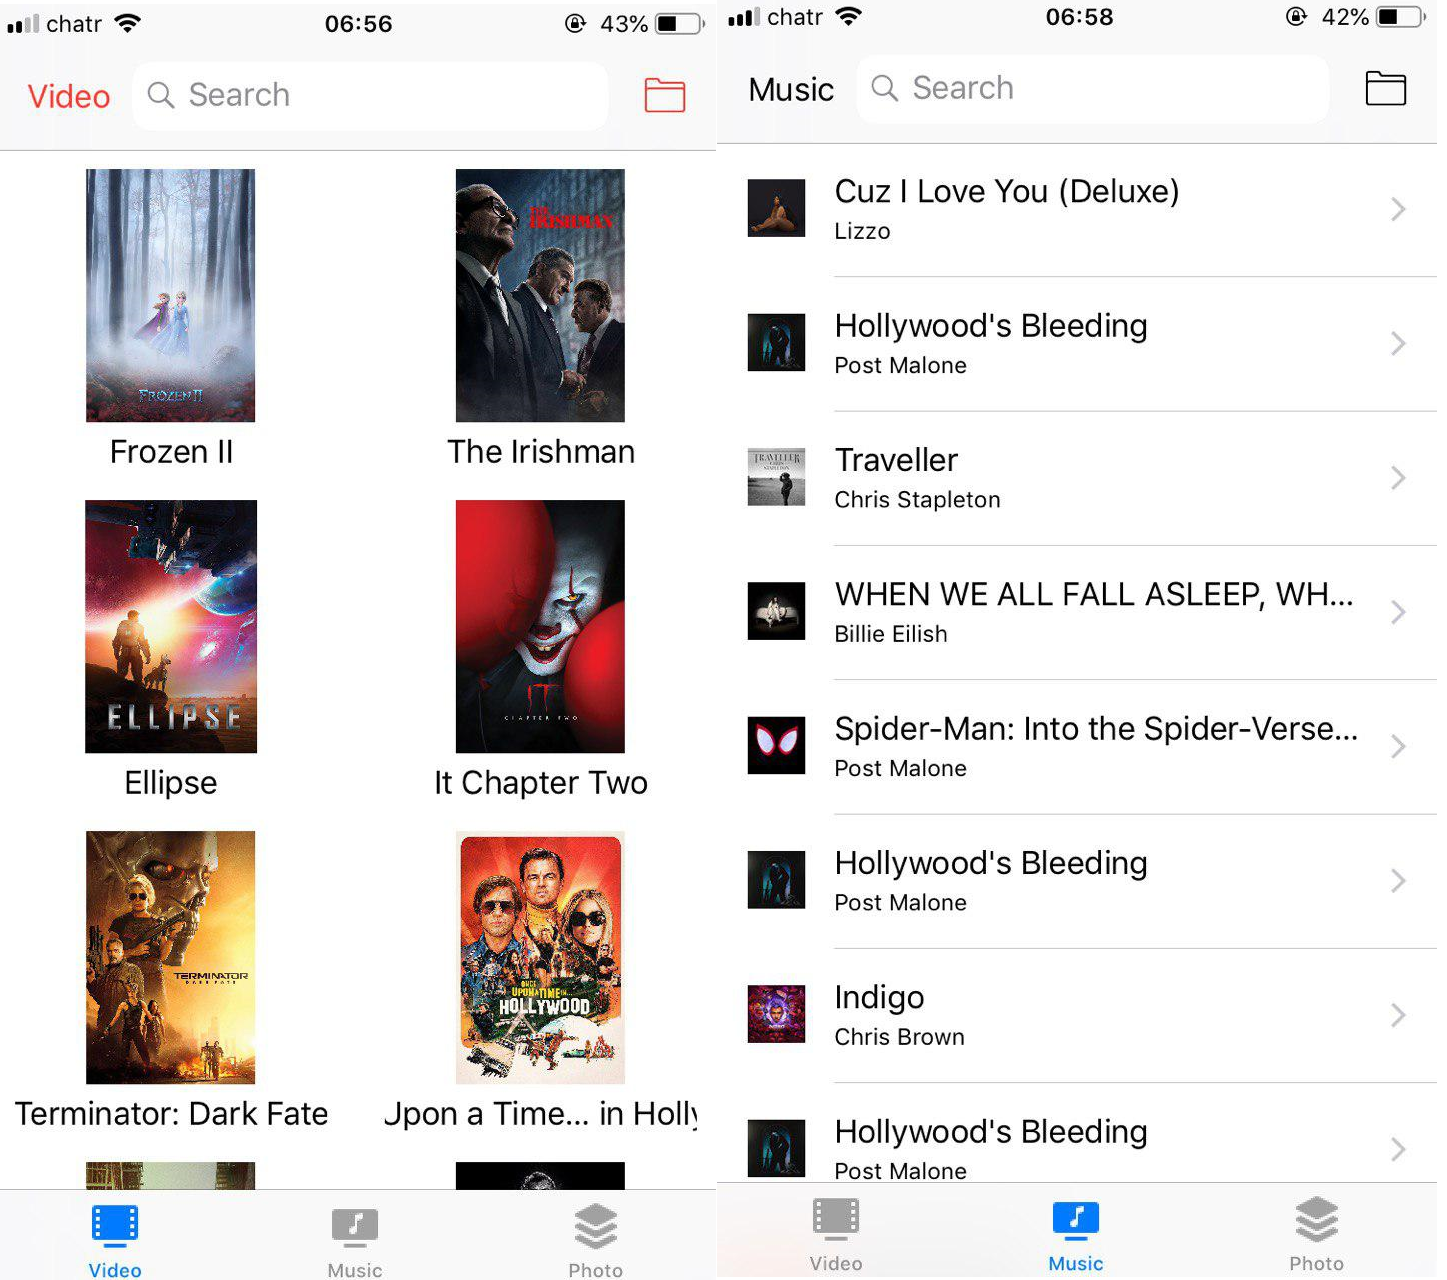 chatr
06:56
43%
Video
Search
THE
IRISHMAN
FROZEN II
Frozen II
The Irishman
ELLIPSE
IT
CHAPTER TWO
Ellipse
It Chapter Two
TERMINATOR
DARK FATE
ONCE
UPON A TIME IN...
HOLLYWOOD
Terminator: Dark Fate
Upon a Time... in Holly
Video
Music
Photo
chatr
06:58
42%
Music
Search
Cuz I Love You (Deluxe)
Lizzo
Hollywood's Bleeding
Post Malone
TRAVELLER
CHRIS
STAPLETON
Traveller
Chris Stapleton
WHEN WE ALL FALL ASLEEP, WH...
Billie Eilish
Spider-Man: Into the Spider-Verse...
Post Malone
Hollywood's Bleeding
Post Malone
Indigo
Chris Brown
Hollywood's Bleeding
Post Malone
Video
Music
Photo